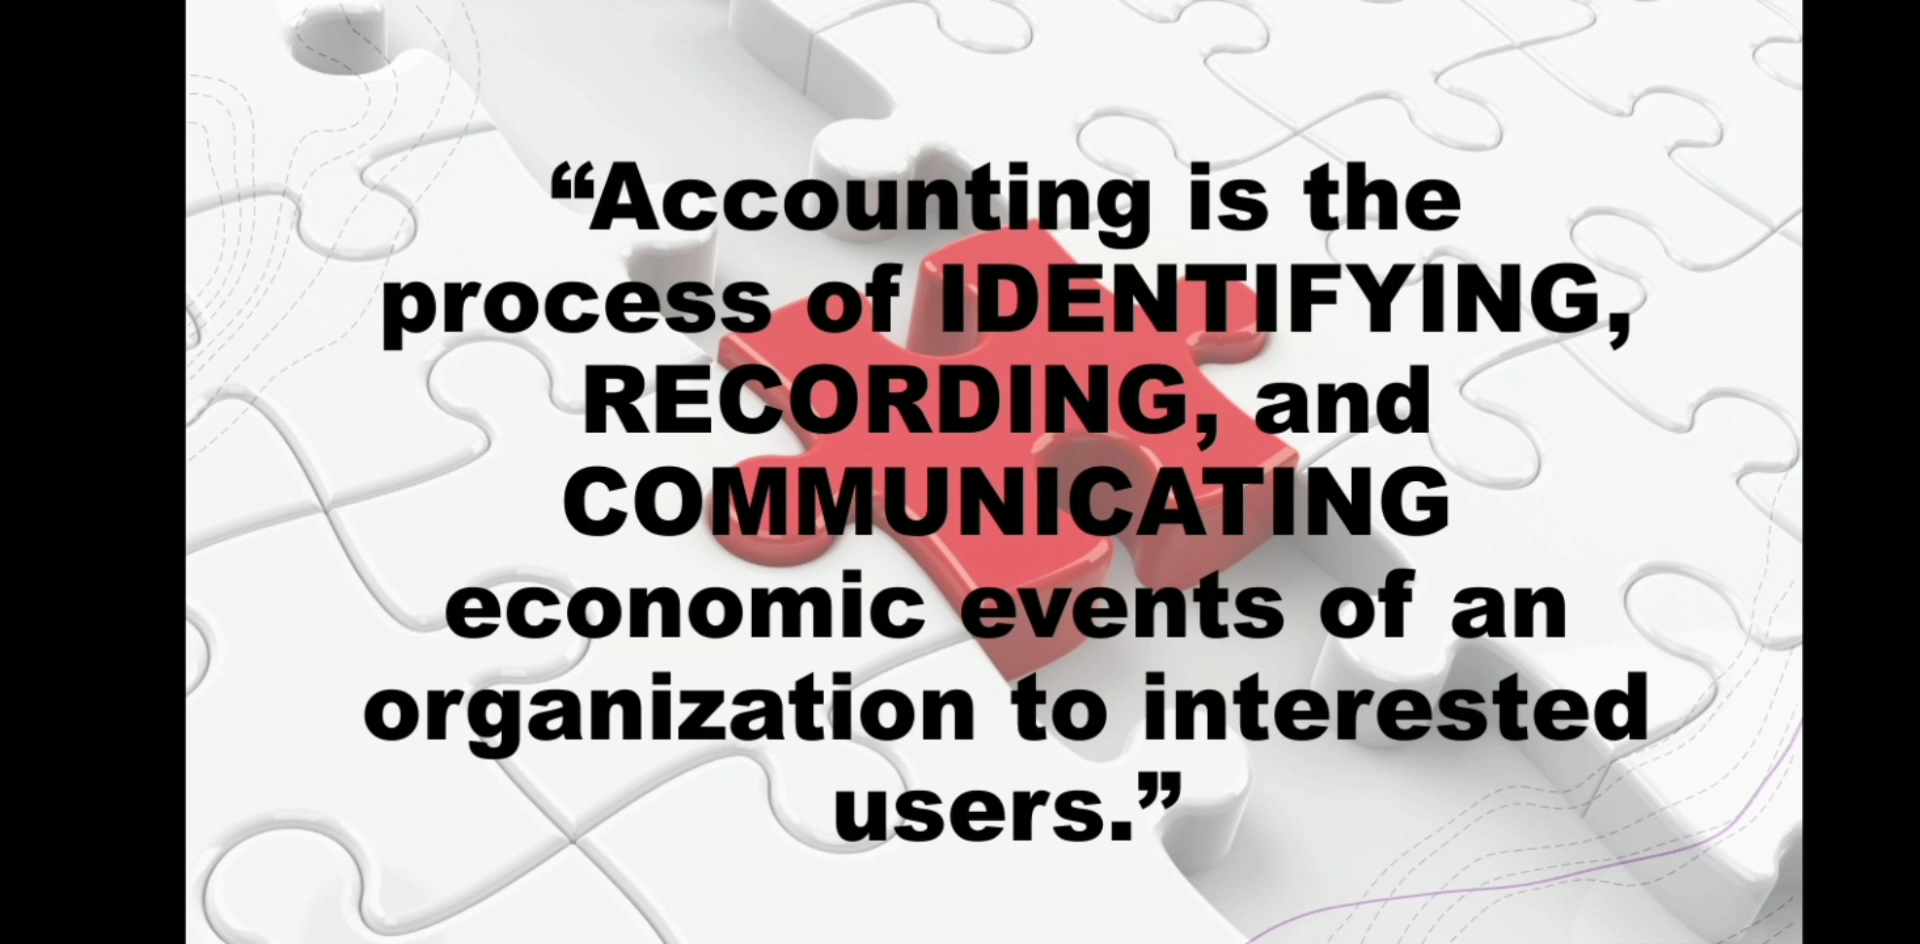 “Accounting is the
process of IDENTIFYING,
RECORDING, and
COMMUNICATING
economic events of an
organization to interested
users.”